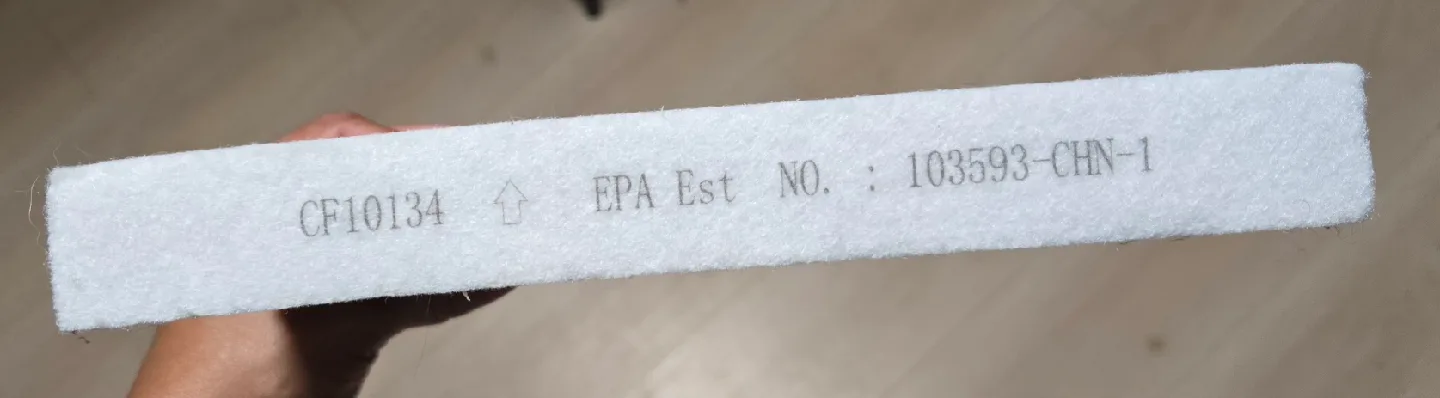 CF10134 ⇧ EPA Est NO. : 103593-CHN-1